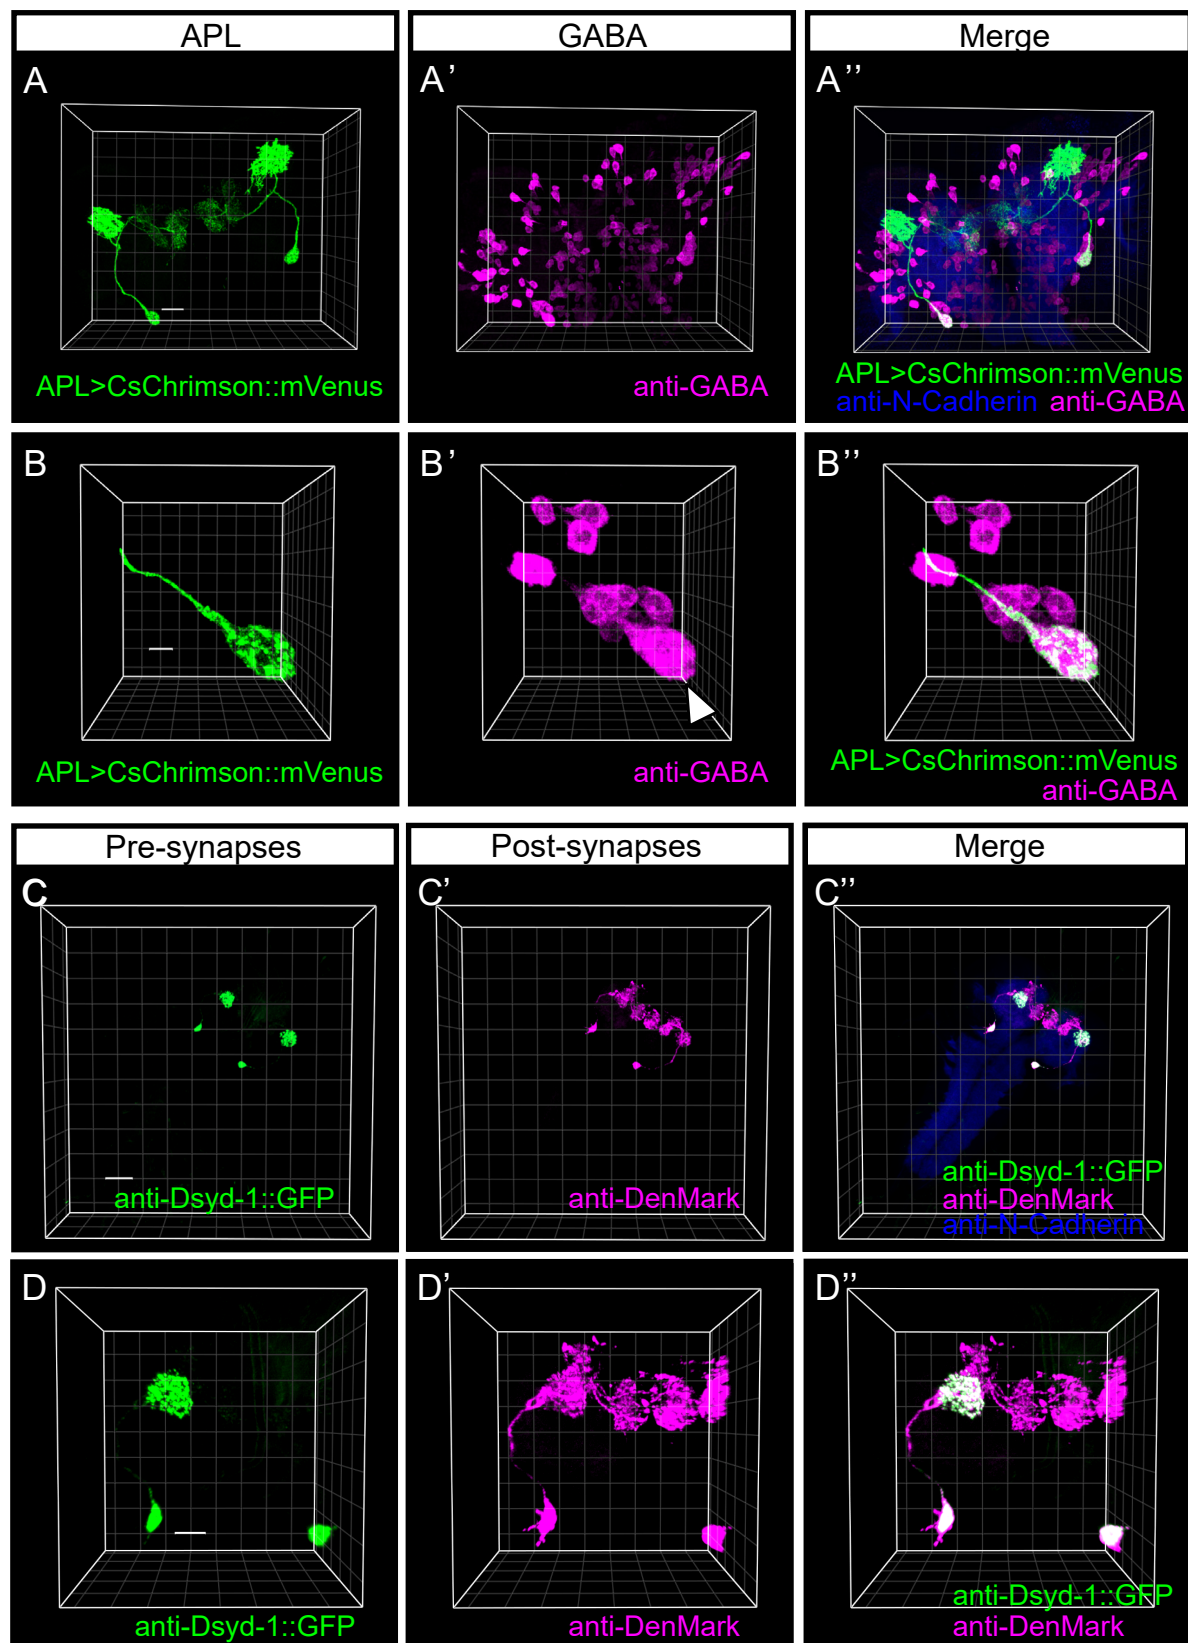 APL GABA Merge
A A' A''
APL>CsChrimson::mVenus anti-GABA APL>CsChrimson::mVenus
anti-N-Cadherin anti-GABA
B B' B''
APL>CsChrimson::mVenus anti-GABA APL>CsChrimson::mVenus
anti-GABA
Pre-synapses Post-synapses Merge
C C' C''
anti-Dsyd-1::GFP anti-DenMark anti-Dsyd-1::GFP
anti-DenMark
anti-N-Cadherin
D D' D''
anti-Dsyd-1::GFP anti-DenMark anti-Dsyd-1::GFP
anti-DenMark